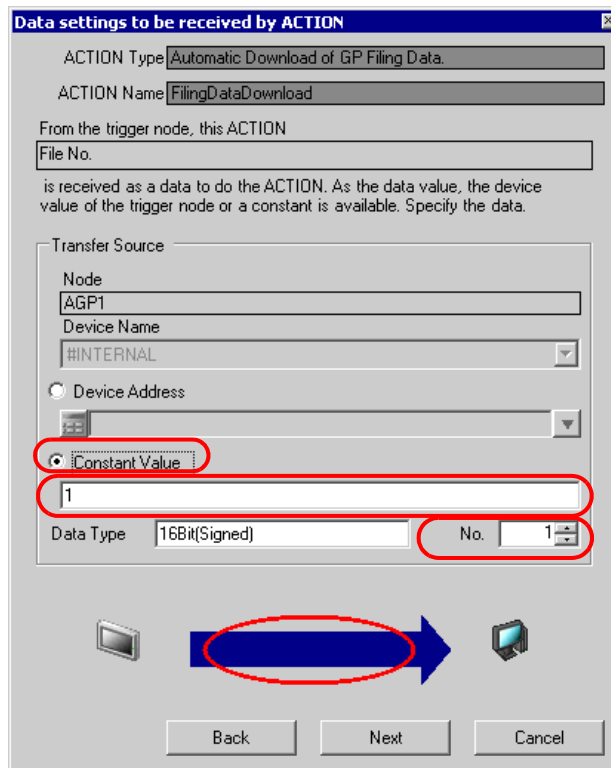 Data settings to be received by ACTION
ACTION Type Automatic Download of GP Filing Data.
ACTION Name FilingDataDownload
From the trigger node, this ACTION
File No.
is received as a data to do the ACTION. As the data value, the device
value of the trigger node or a constant is available. Specify the data.
Transfer Source
Node
AGP1
Device Name
#INTERNAL
Device Address
Constant Value
1
Data Type 16Bit(Signed) No. 1
Back Next Cancel